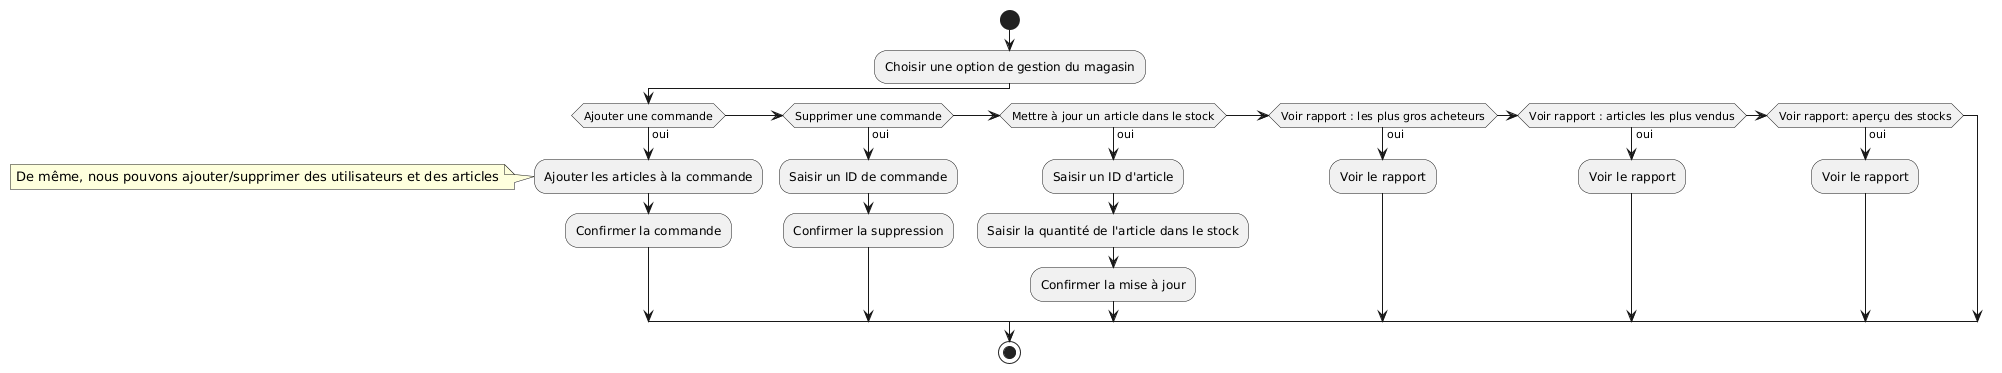 Choisir une option de gestion du magasin
Ajouter une commande
Supprimer une commande
Mettre à jour un article dans le stock
Voir rapport : les plus gros acheteurs
Voir rapport : articles les plus vendus
Voir rapport: aperçu des stocks
oui
oui
oui
oui
oui
oui
De même, nous pouvons ajouter/supprimer des utilisateurs et des articles
Ajouter les articles à la commande
Saisir un ID de commande
Saisir un ID d'article
Voir le rapport
Voir le rapport
Voir le rapport
Confirmer la commande
Confirmer la suppression
Saisir la quantité de l'article dans le stock
Confirmer la mise à jour